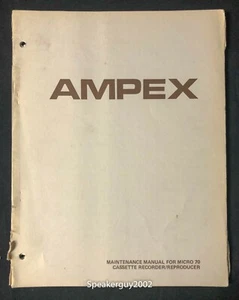 AMPEX
MAINTENANCE MANUAL FOR MICRO 70
CASSETTE RECORDER/REPRODUCER
Speakerguy2002